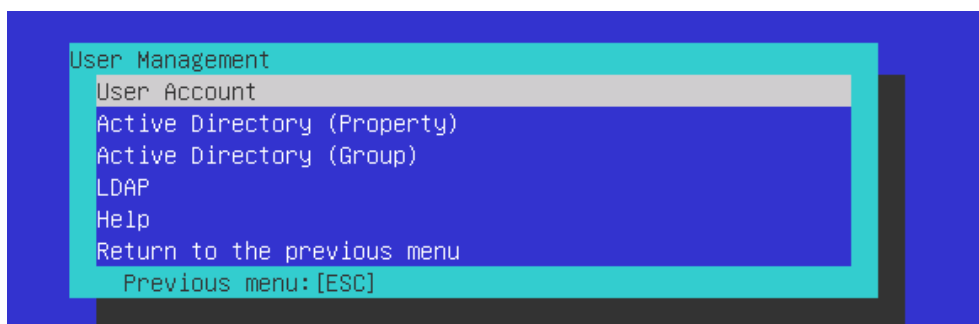 User Management
User Account
Active Directory (Property)
Active Directory (Group)
LDAP
Help
Return to the previous menu
Previous menu:[ESC]